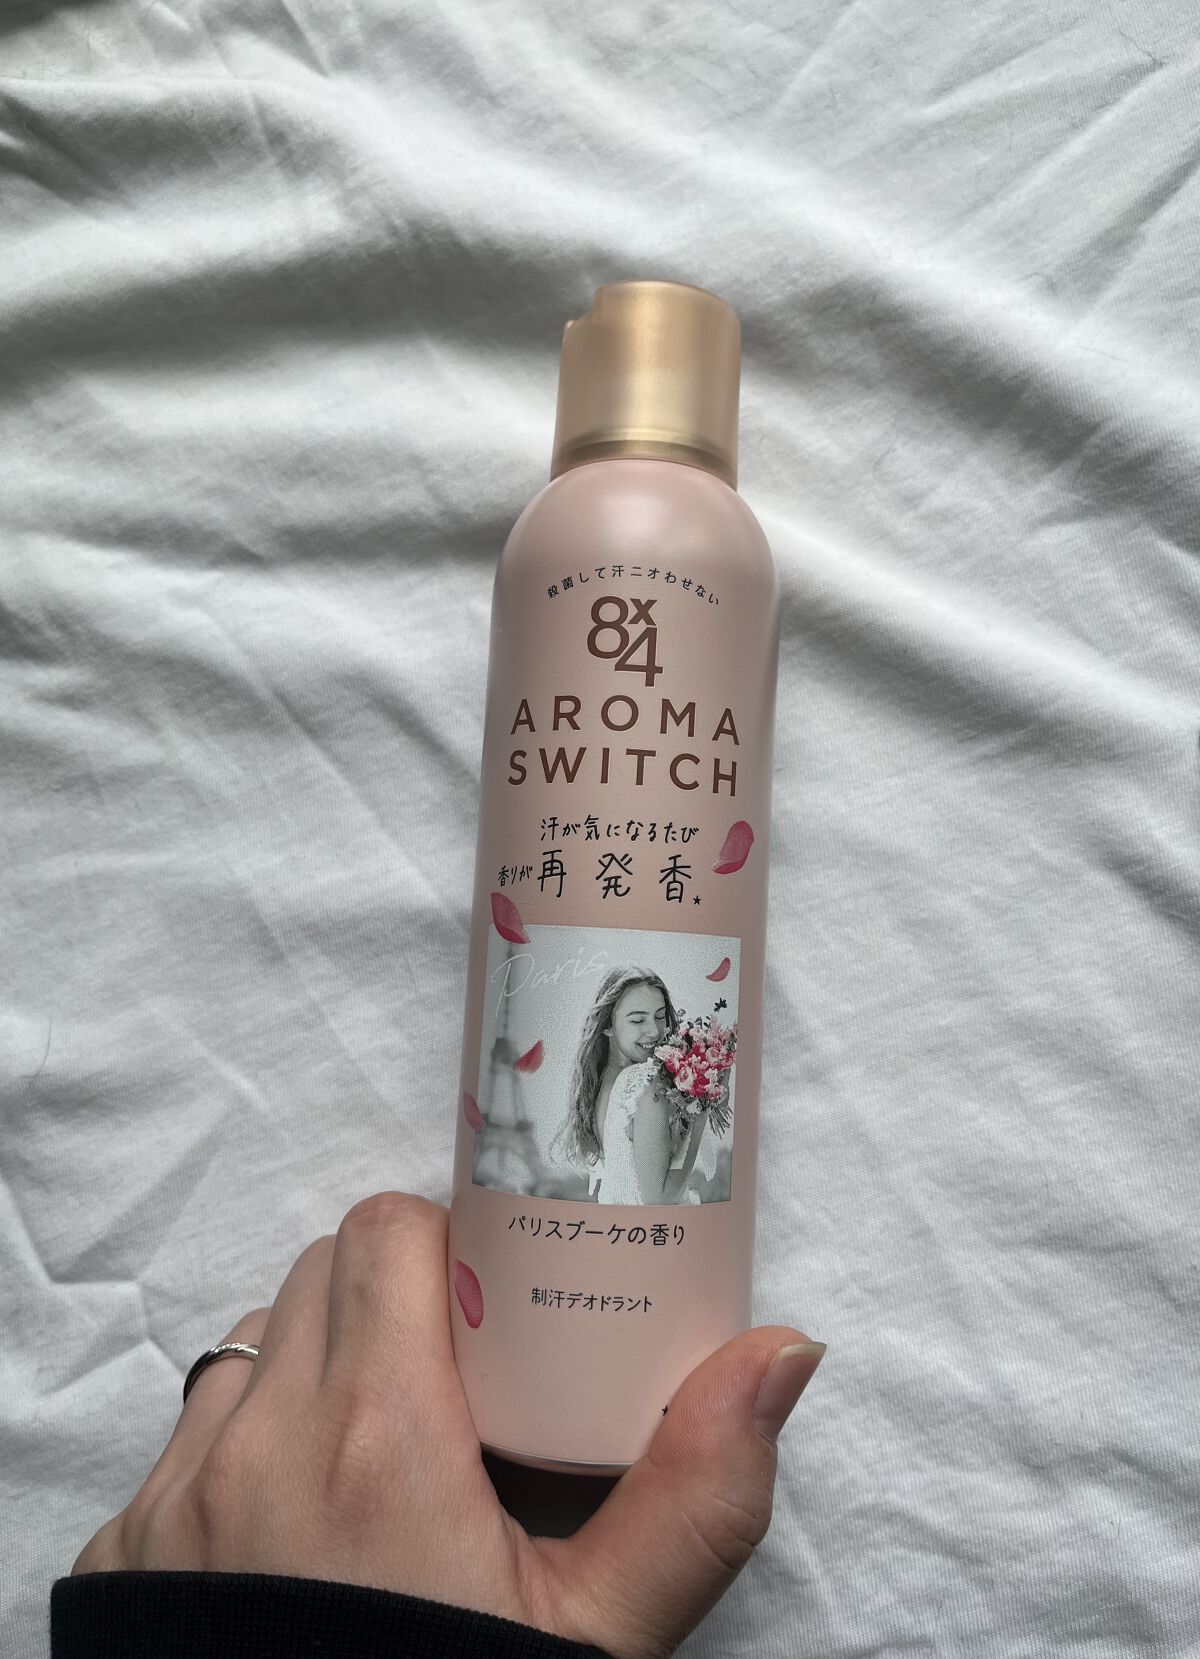 殺菌して汗ニオわせない
8x4
AROMA
SWITCH
汗が気になるたび
香りが再発香★
Paris
パリスブーケの香り
制汗デオドラント
★